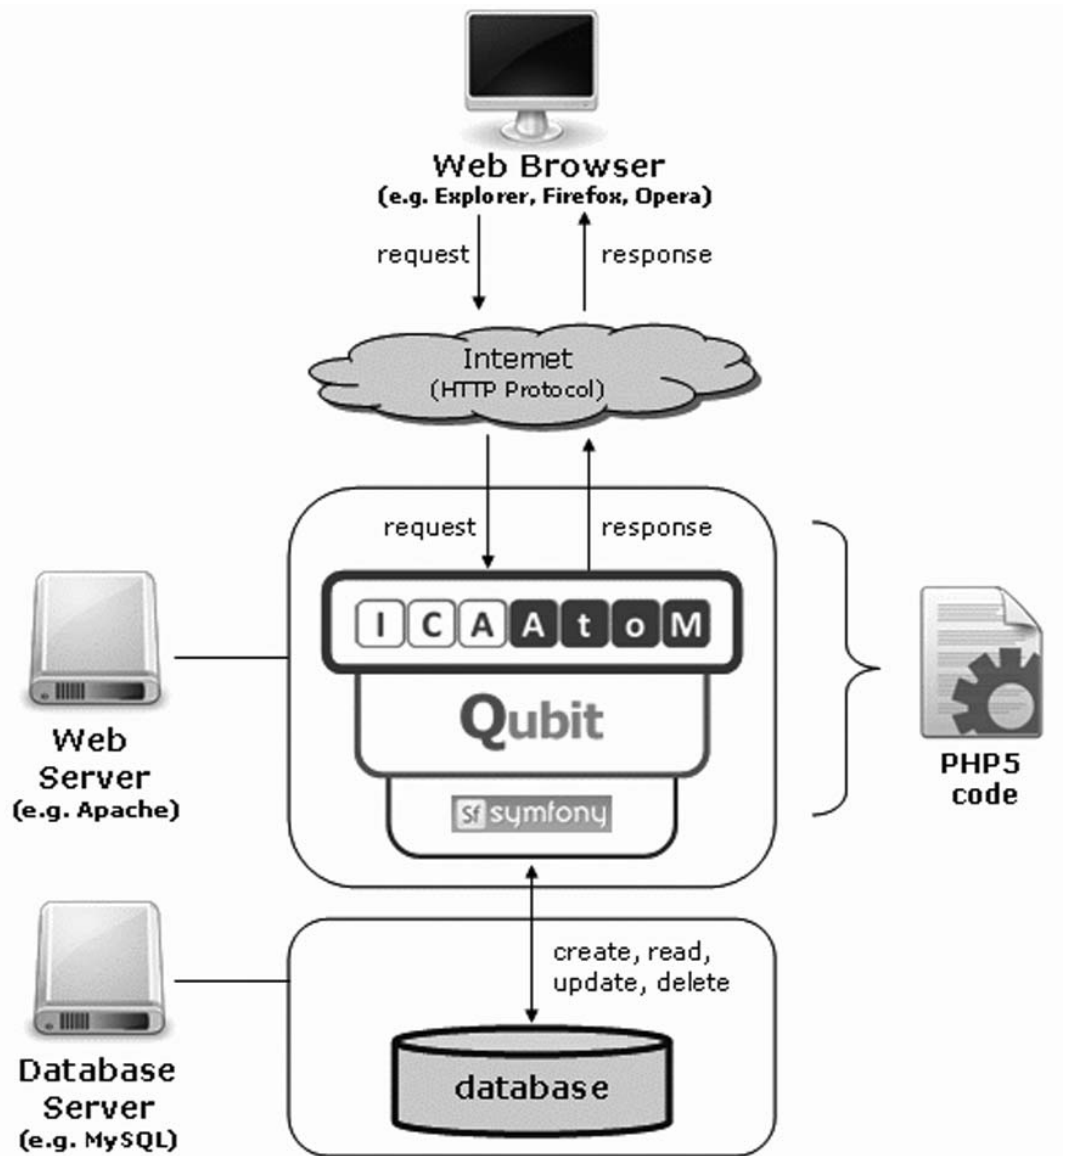 Web Browser
(e.g. Explorer, Firefox, Opera)
request
response
Internet
(HTTP Protocol)
request
response
ICAAtoM
Qubit
Sf symfony
Web
Server
(e.g. Apache)
PHP5
code
create, read,
update, delete
database
Database
Server
(e.g. MySQL)